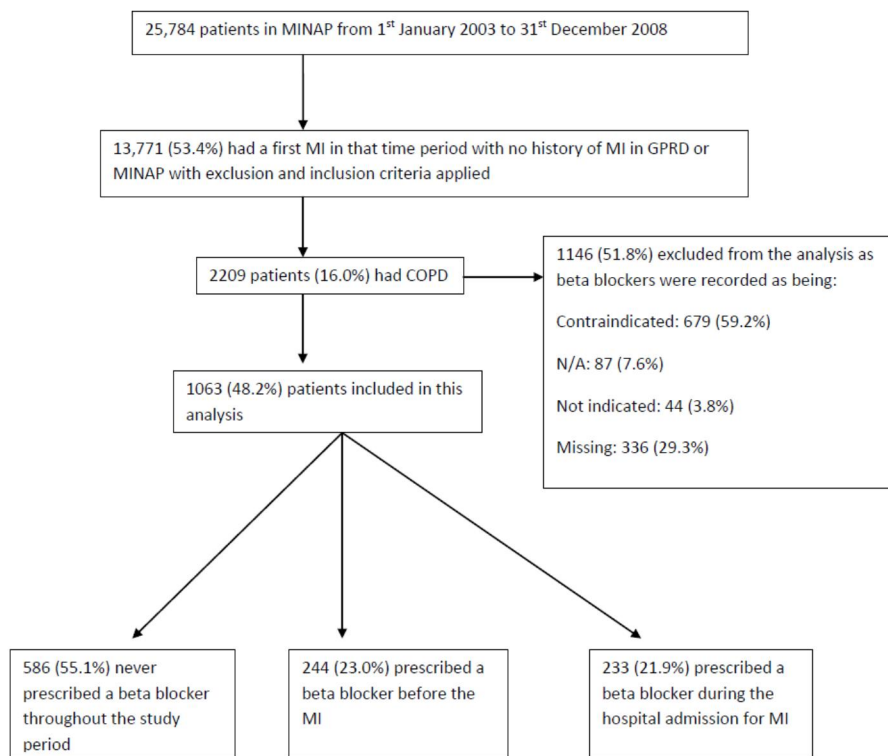 25,784 patients in MINAP from 1st January 2003 to 31st December 2008
13,771 (53.4%) had a first MI in that time period with no history of MI in GPRD or
MINAP with exclusion and inclusion criteria applied
2209 patients (16.0%) had COPD
1146 (51.8%) excluded from the analysis as
beta blockers were recorded as being:
Contraindicated: 679 (59.2%)
N/A: 87 (7.6%)
Not indicated: 44 (3.8%)
Missing: 336 (29.3%)
1063 (48.2%) patients included in this
analysis
586 (55.1%) never
prescribed a beta blocker
throughout the study
period
244 (23.0%) prescribed a
beta blocker before the
MI
233 (21.9%) prescribed a
beta blocker during the
hospital admission for MI